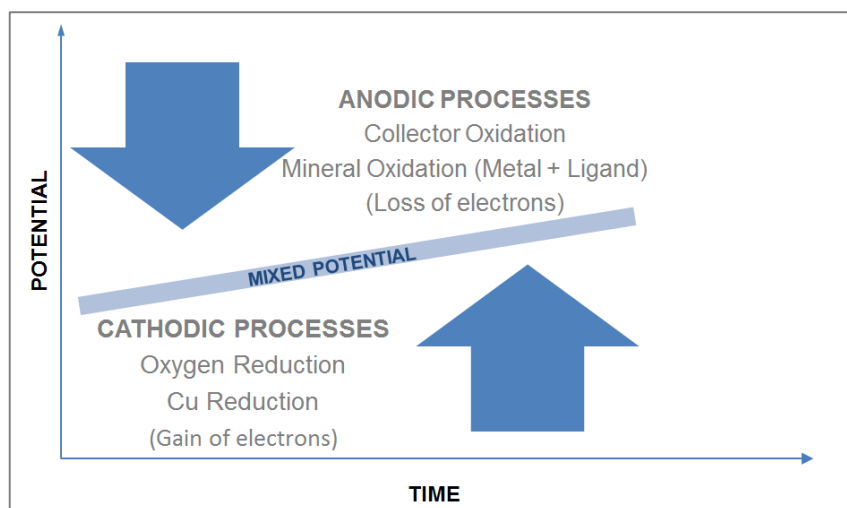 ANODIC PROCESSES
Collector Oxidation
Mineral Oxidation (Metal + Ligand)
(Loss of electrons)
POTENTIAL
MIXED POTENTIAL
CATHODIC PROCESSES
Oxygen Reduction
Cu Reduction
(Gain of electrons)
TIME